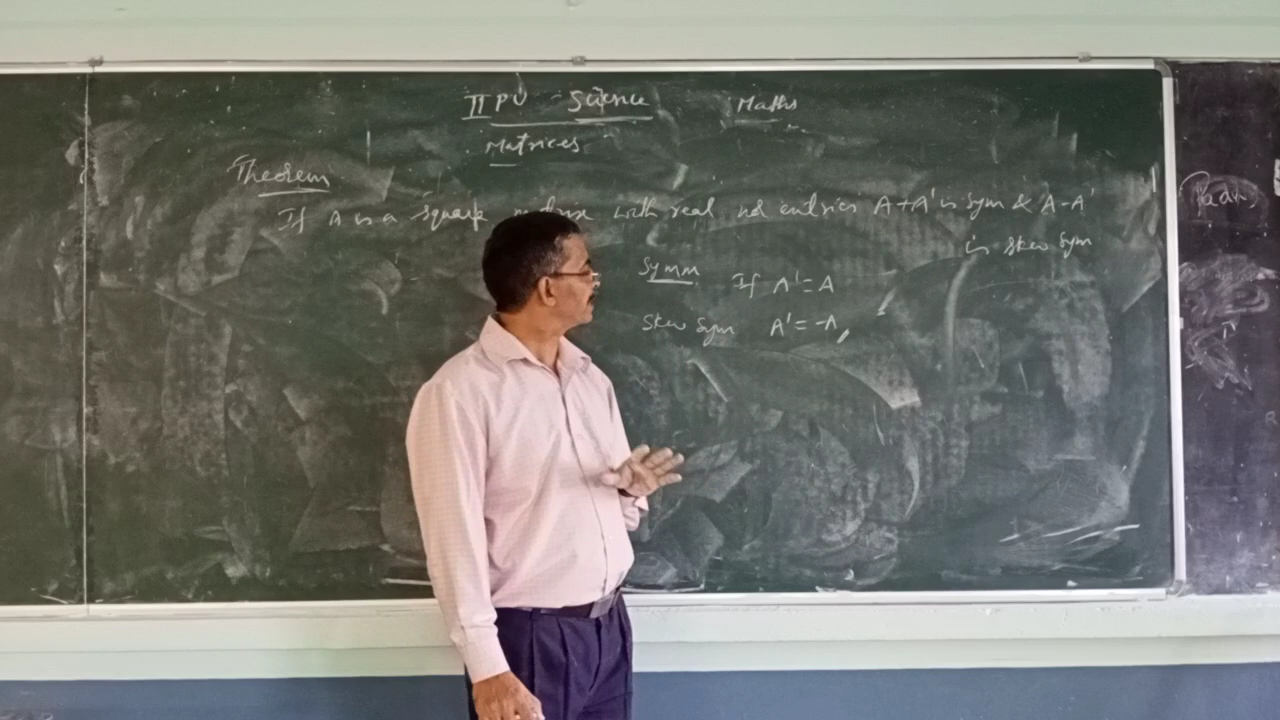 II PU Science Maths
Matrices
Theorem
If A is a square matrix with real no entries A+A' is sym & A-A'
is skew sym
Symm If A'=A
Skew Sym A'=-A,